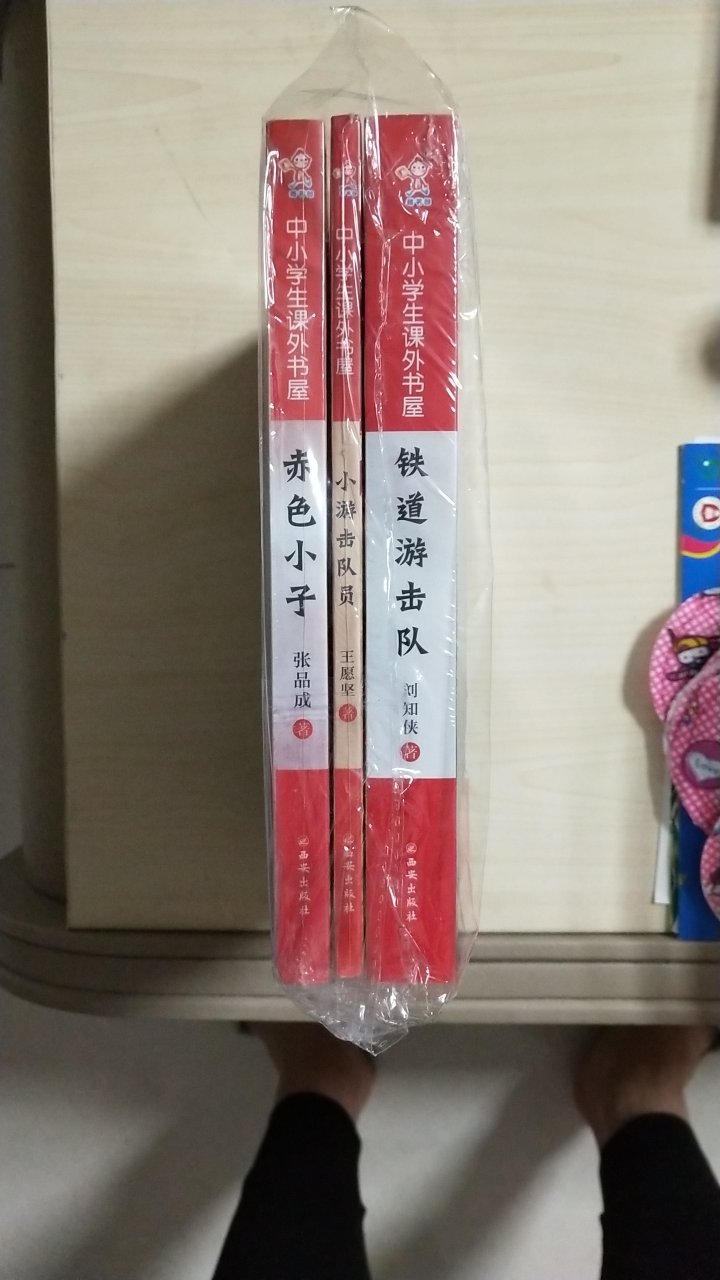 中小学生课外书屋
赤色小子
张品成 著
西安出版社
中小学生课外书屋
小游击队员
王愿坚 著
西安出版社
中小学生课外书屋
铁道游击队
刘知侠 著
西安出版社